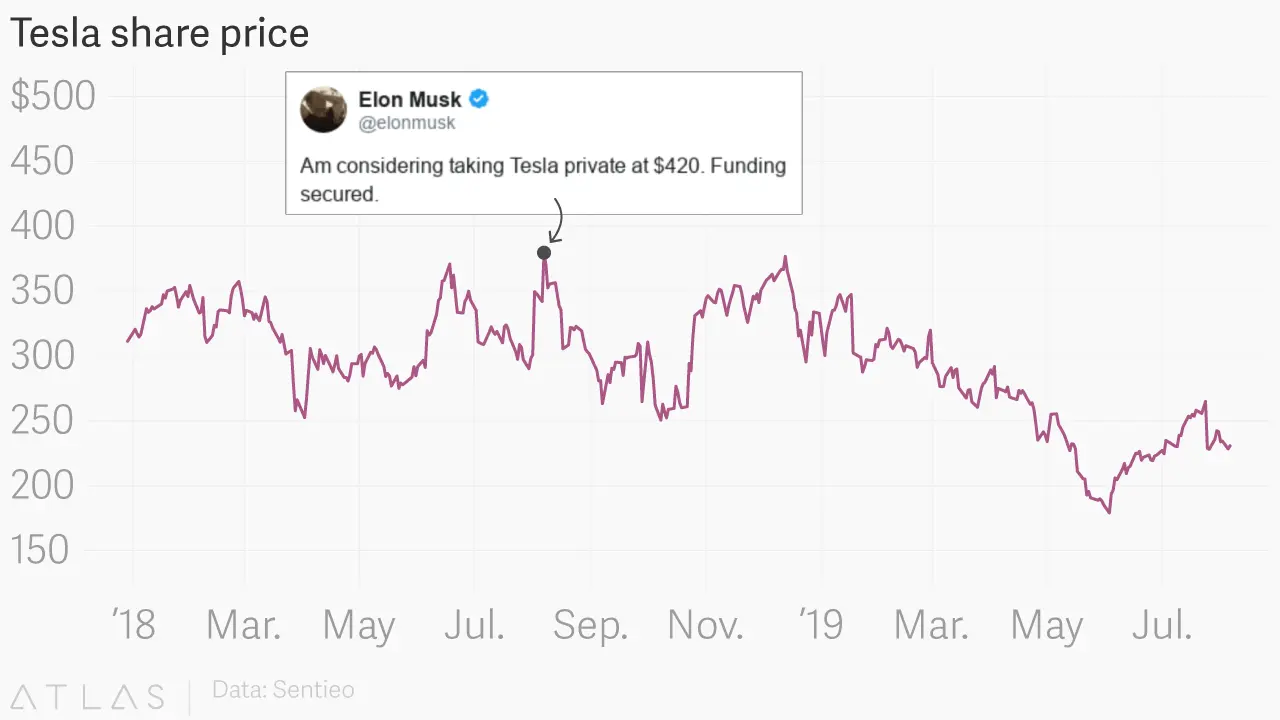 Tesla share price
$500
Elon Musk
@elonmusk
Am considering taking Tesla private at $420. Funding
secured.
450
400
350
300
250
200
150
'18 Mar. May Jul. Sep. Nov. '19 Mar. May Jul.
ATLAS Data: Sentieo